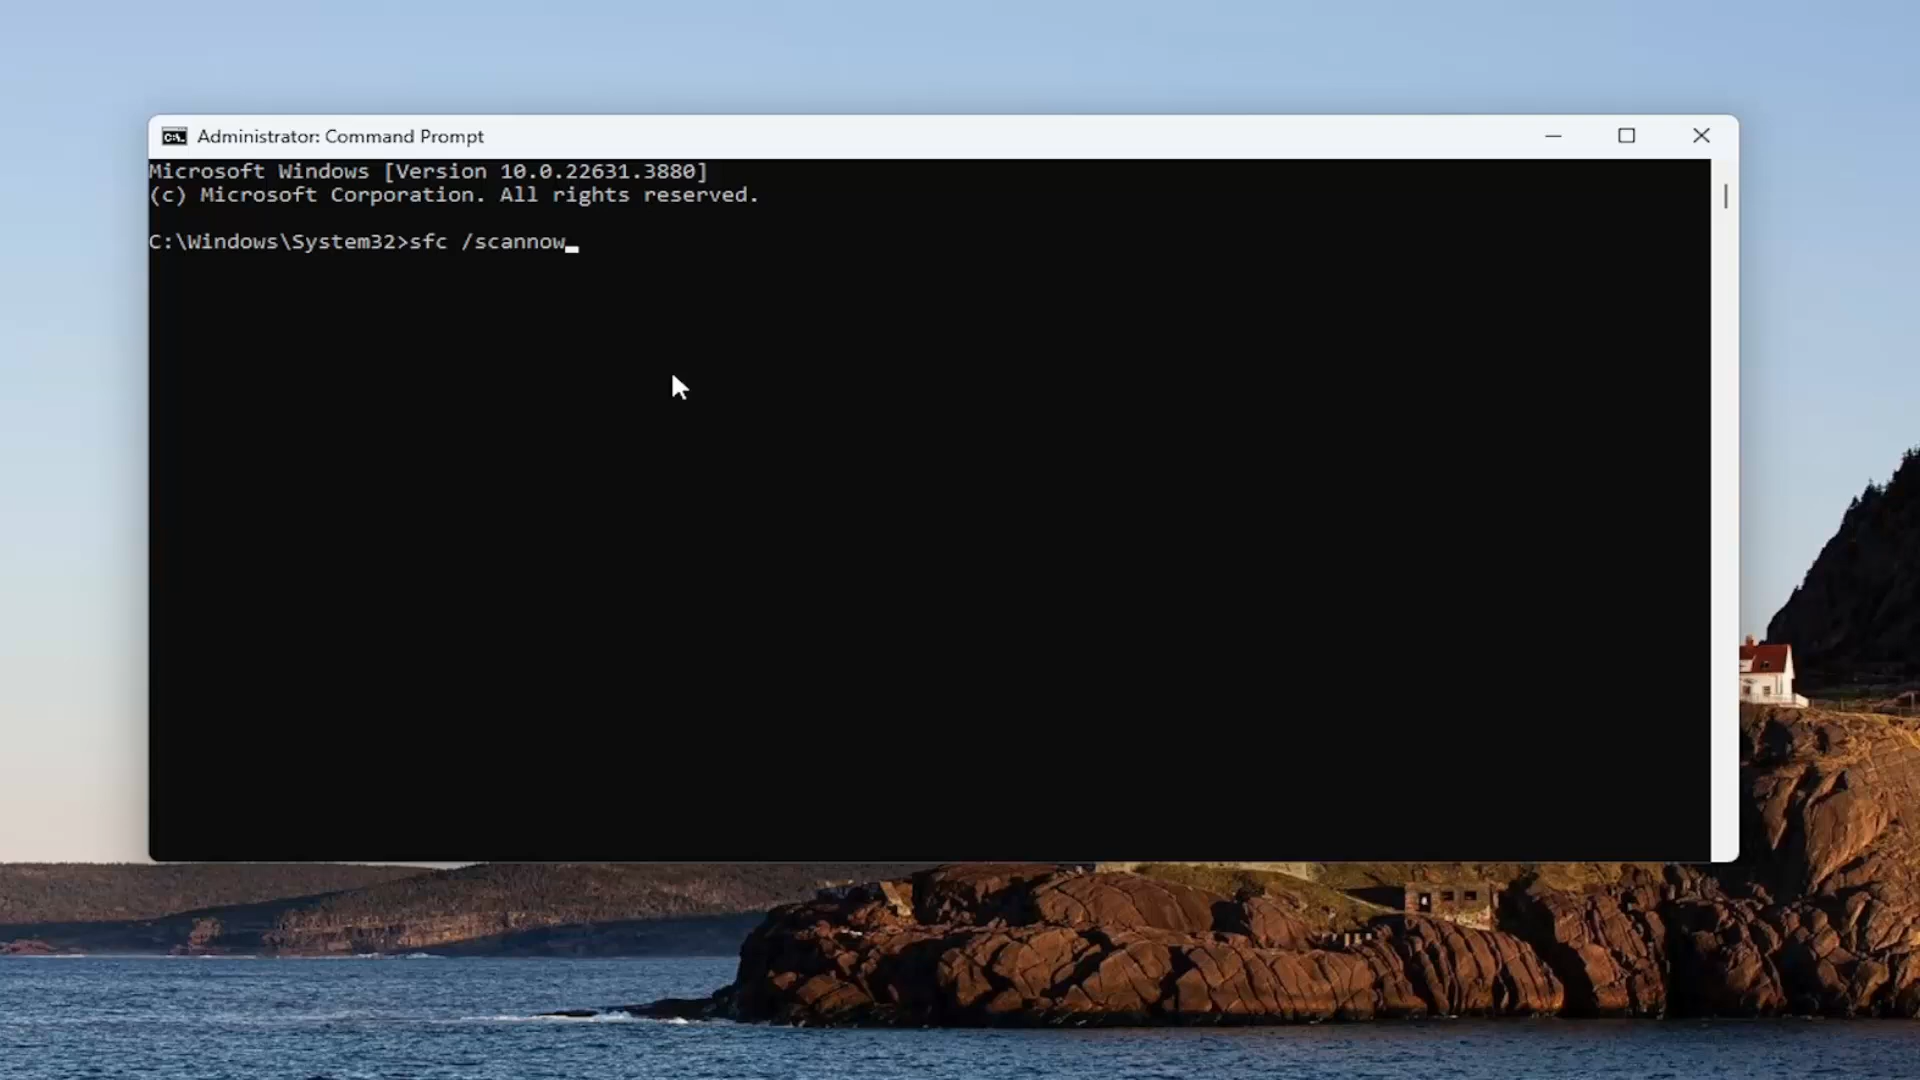 Administrator: Command Prompt
Microsoft Windows [Version 10.0.22631.3880]
(c) Microsoft Corporation. All rights reserved.
C:\Windows\System32>sfc /scannow